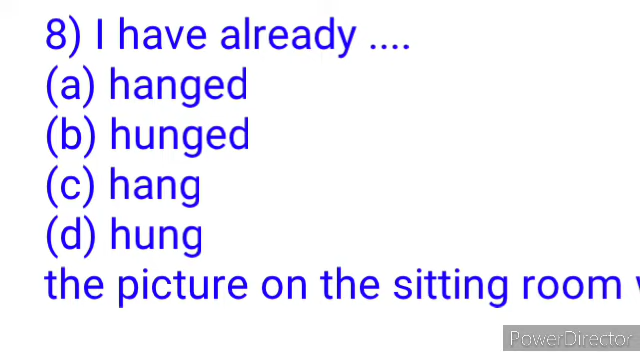 8) I have already ....
(a) hanged
(b) hunged
(c) hang
(d) hung
the picture on the sitting room
PowerDirector